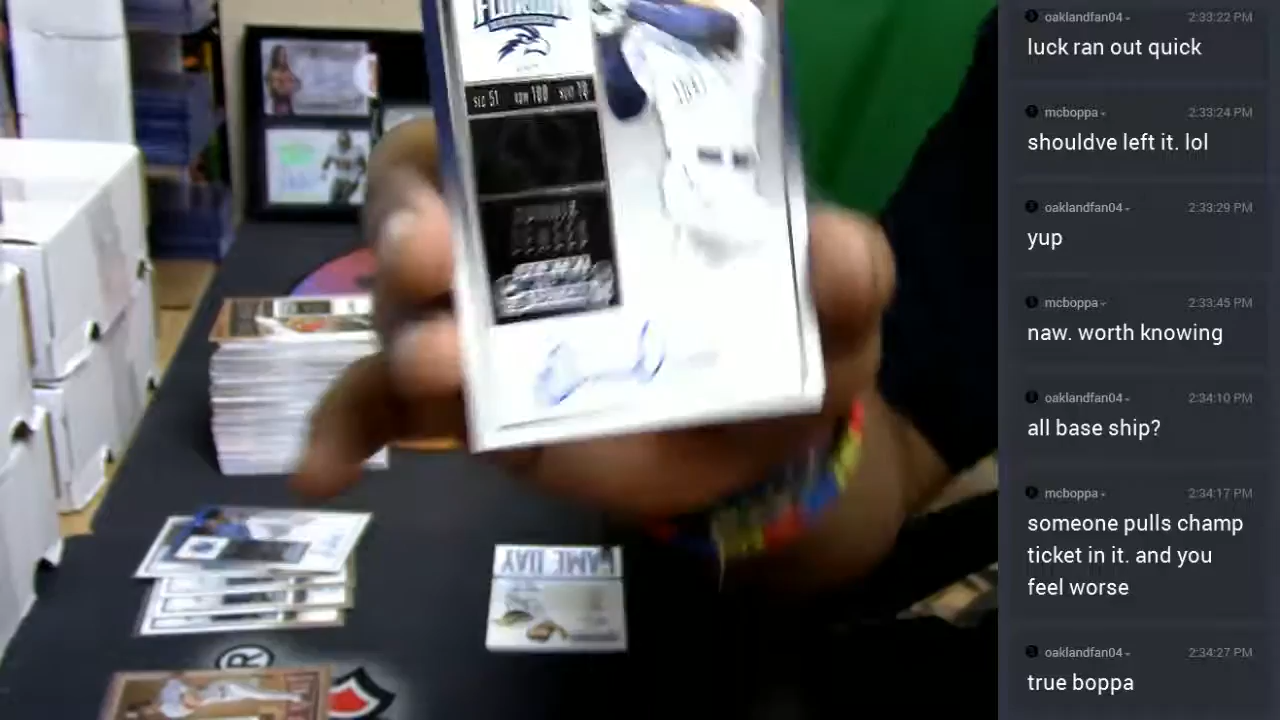 FLORIDA
SEC 51 ROW 100
GAME DAY
®
oaklandfan04 2:33:22 PM
luck ran out quick
mcboppa 2:33:24 PM
shouldve left it. lol
oaklandfan04 2:33:29 PM
yup
mcboppa 2:33:45 PM
naw. worth knowing
oaklandfan04 2:34:10 PM
all base ship?
mcboppa 2:34:17 PM
someone pulls champ
ticket in it. and you
feel worse
oaklandfan04 2:34:27 PM
true boppa